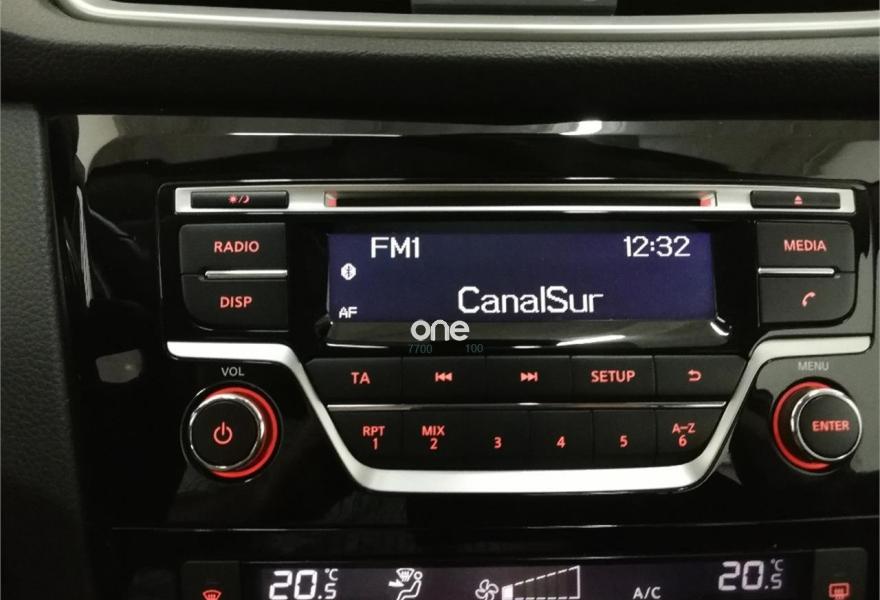 RADIO
DISP
FM1 12:32
CanalSur
AF
MEDIA
one
7700 100
VOL
TA
SETUP
MENU
ENTER
RPT MIX A-Z
1 2 3 4 5 6
20.5°C
A/C
20.5°C